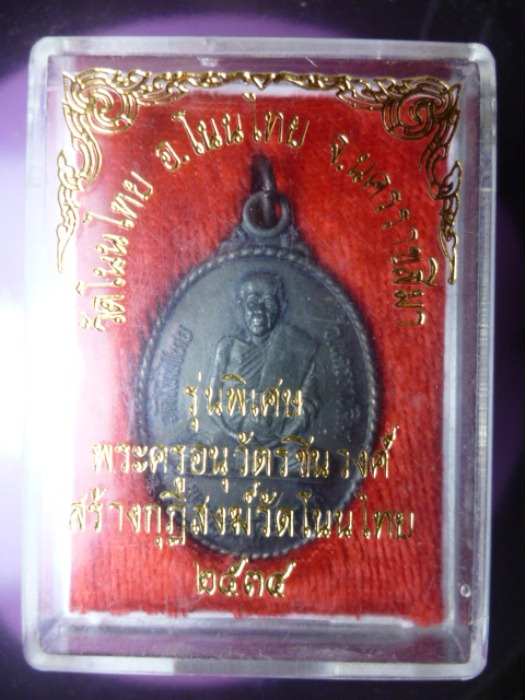 วัดโนนไทย อ.โนนไทย จ.นครราชสีมา
รุ่นพิเศษ
พระครูอนุวัตรชินวงศ์
สร้างกุฏิสงฆ์วัดโนนไทย
๒๕๓๔